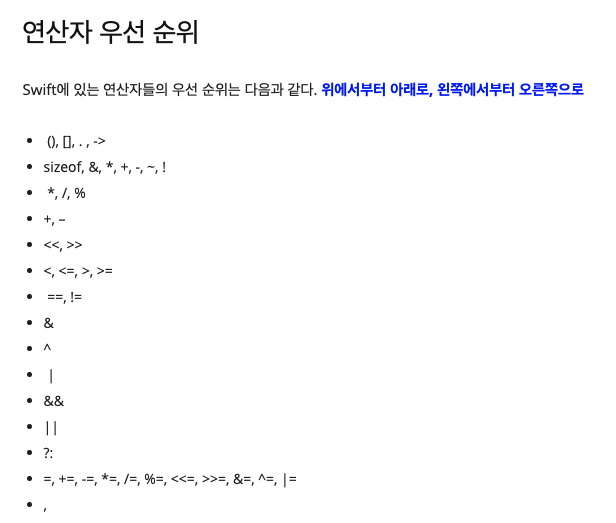 연산자 우선 순위
Swift에 있는 연산자들의 우선 순위는 다음과 같다. 위에서부터 아래로, 왼쪽에서부터 오른쪽으로
• (), [], . , ->
• sizeof, &, *, +, -, ~, !
• *, /, %
• +, –
• <<, >>
• <, <=, >, >=
• ==, !=
• &
• ^
• |
• &&
• ||
• ?:
• =, +=, -=, *=, /=, %=, <<=, >>=, &=, ^=, |=
• ,